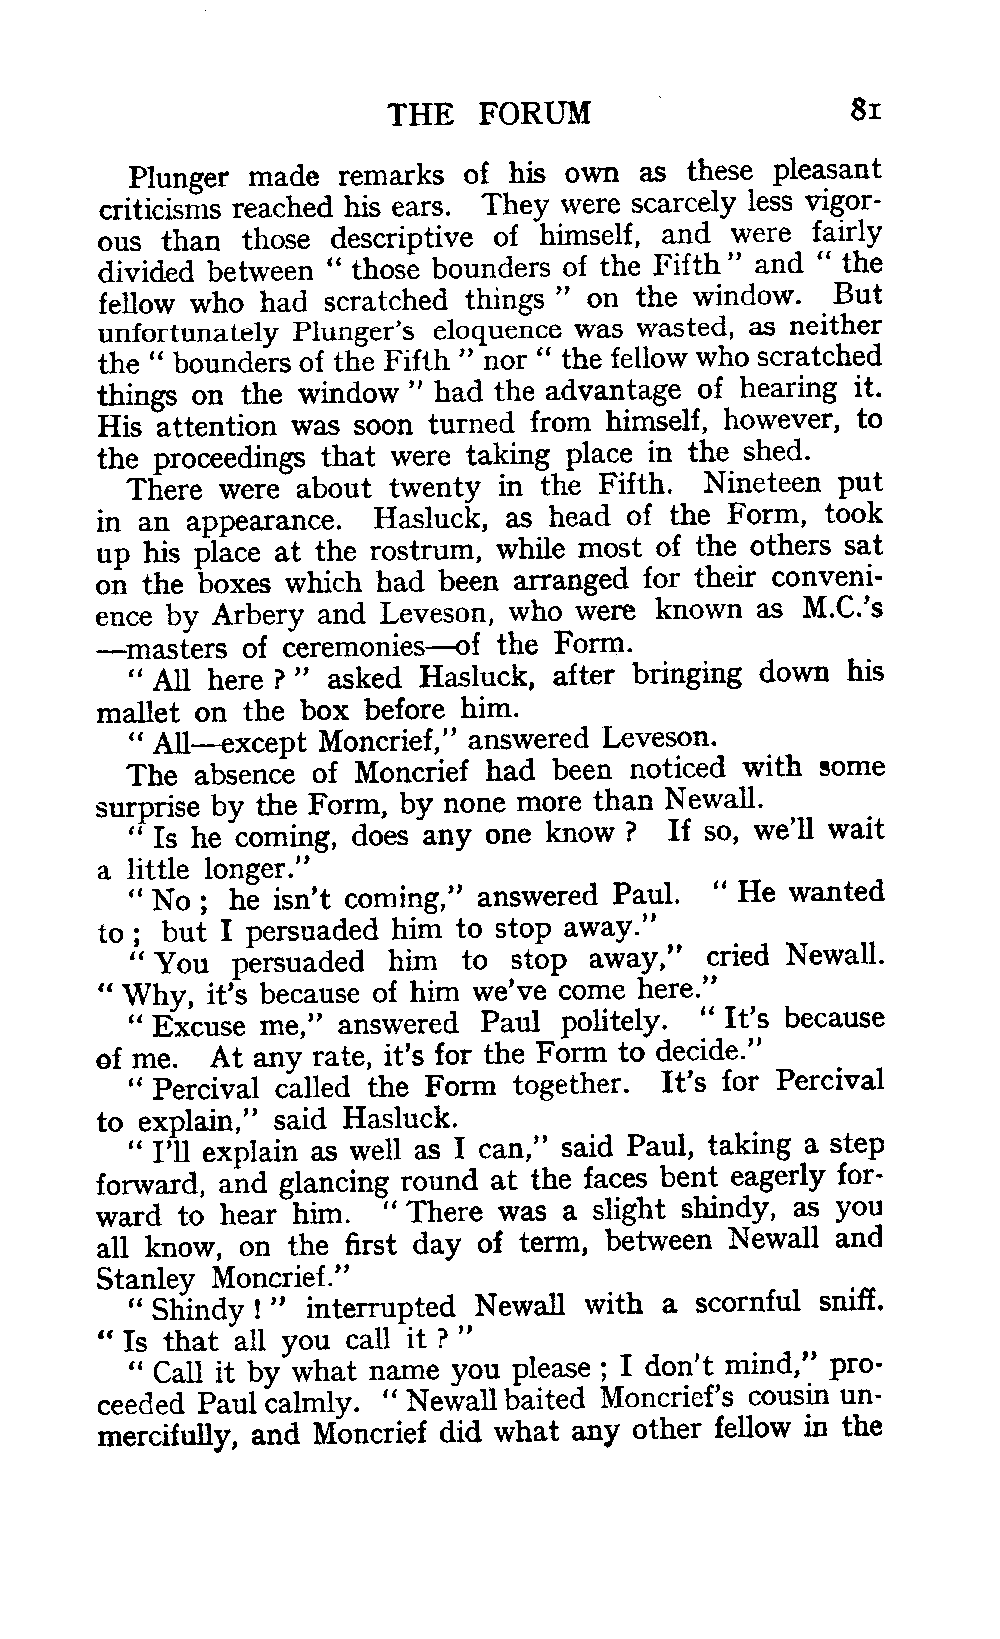 THE FORUM 81
Plunger made remarks of his own as these pleasant
criticisms reached his ears. They were scarcely less vigor-
ous than those descriptive of himself, and were fairly
divided between “ those bounders of the Fifth ” and “ the
fellow who had scratched things ” on the window. But
unfortunately Plunger’s eloquence was wasted, as neither
the “ bounders of the Fifth ” nor “ the fellow who scratched
things on the window ” had the advantage of hearing it.
His attention was soon turned from himself, however, to
the proceedings that were taking place in the shed.
There were about twenty in the Fifth. Nineteen put
in an appearance. Hasluck, as head of the Form, took
up his place at the rostrum, while most of the others sat
on the boxes which had been arranged for their conveni-
ence by Arbery and Leveson, who were known as M.C.’s
—masters of ceremonies—of the Form.
“ All here ? ” asked Hasluck, after bringing down his
mallet on the box before him.
“ All—except Moncrief,” answered Leveson.
The absence of Moncrief had been noticed with some
surprise by the Form, by none more than Newall.
“ Is he coming, does any one know ? If so, we’ll wait
a little longer.”
“ No ; he isn’t coming,” answered Paul. “ He wanted
to ; but I persuaded him to stop away.”
“ You persuaded him to stop away,” cried Newall.
“ Why, it’s because of him we’ve come here.”
“ Excuse me,” answered Paul politely. “ It’s because
of me. At any rate, it’s for the Form to decide.”
“ Percival called the Form together. It’s for Percival
to explain,” said Hasluck.
“ I’ll explain as well as I can,” said Paul, taking a step
forward, and glancing round at the faces bent eagerly for-
ward to hear him. “ There was a slight shindy, as you
all know, on the first day of term, between Newall and
Stanley Moncrief.”
“ Shindy ! ” interrupted Newall with a scornful sniff.
“ Is that all you call it ? ”
“ Call it by what name you please ; I don’t mind,” pro-
ceeded Paul calmly. “ Newall baited Moncrief’s cousin un-
mercifully, and Moncrief did what any other fellow in the